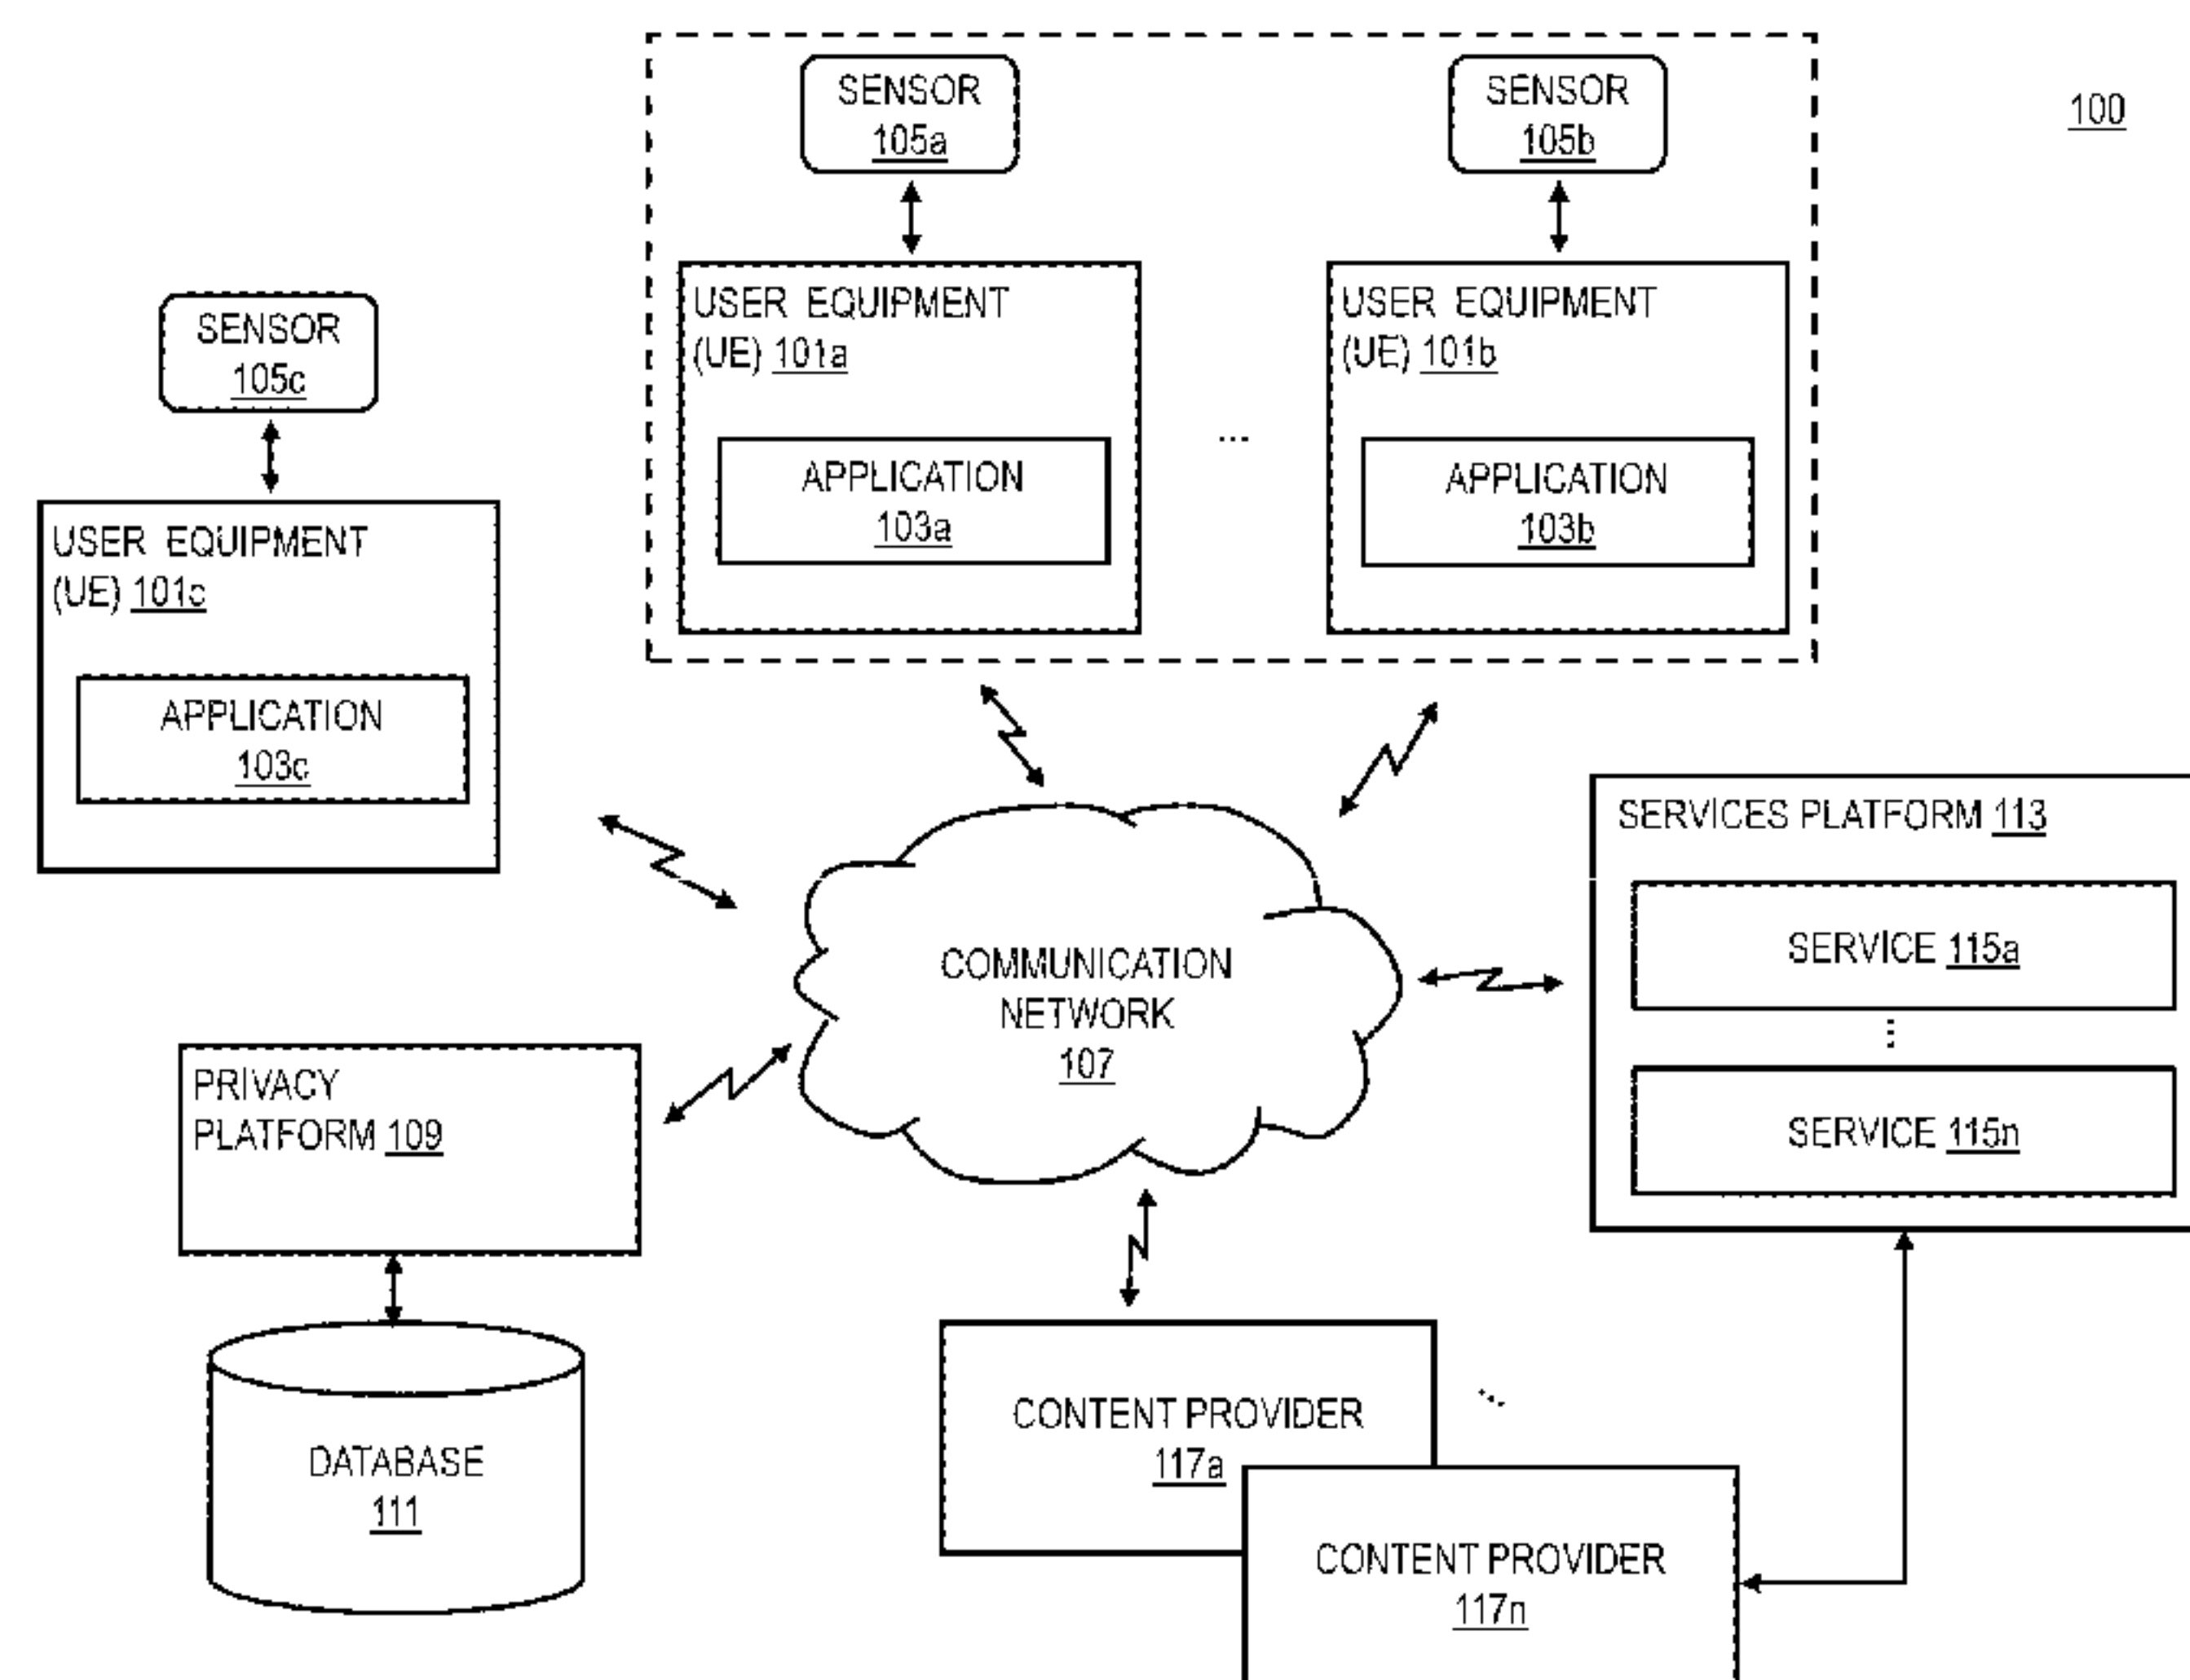 100
SENSOR
105a
SENSOR
105b
USER EQUIPMENT
(UE) 101a
APPLICATION
103a
...
USER EQUIPMENT
(UE) 101b
APPLICATION
103b
SENSOR
105c
USER EQUIPMENT
(UE) 101c
APPLICATION
103c
COMMUNICATION
NETWORK
107
SERVICES PLATFORM 113
SERVICE 115a
...
SERVICE 115n
PRIVACY
PLATFORM 109
DATABASE
111
CONTENT PROVIDER
117a
...
CONTENT PROVIDER
117n